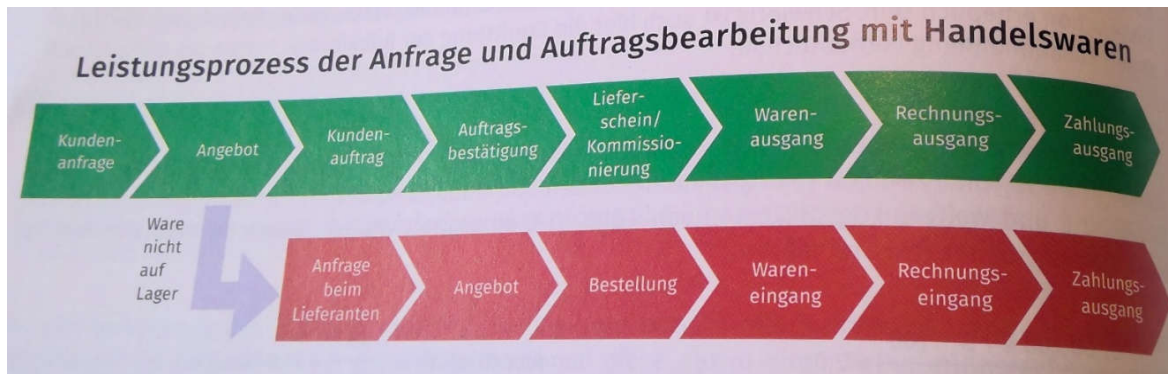 Leistungsprozess der Anfrage und Auftragsbearbeitung mit Handelswaren
Kunden-
anfrage
Angebot
Kunden-
auftrag
Auftrags-
bestätigung
Liefer-
schein/
Kommissio-
nierung
Waren-
ausgang
Rechnungs-
ausgang
Zahlungs-
ausgang
Ware
nicht
auf
Lager
Anfrage
beim
Lieferanten
Angebot
Bestellung
Waren-
eingang
Rechnungs-
eingang
Zahlungs-
ausgang